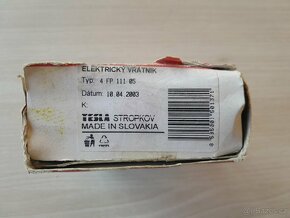 ELEKTRICKÝ VRÁTNIK
Typ: 4 FP 111 05
Dátum: 10.04.2003
K:
TESLA STROPKOV
MADE IN SLOVAKIA